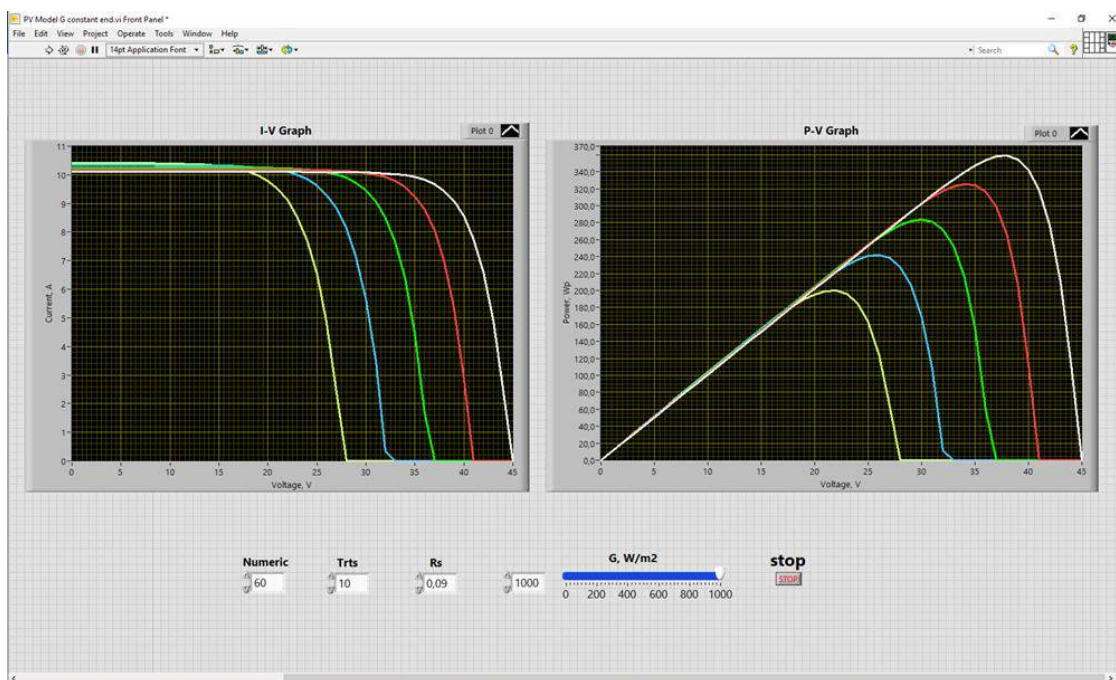 PV Model G constant end.vi Front Panel *
File Edit View Project Operate Tools Window Help
14pt Application Font
Search
I-V Graph
Plot 0
Current, A
11
10
9
8
7
6
5
4
3
2
1
0
0 5 10 15 20 25 30 35 40 45
Voltage, V
P-V Graph
Plot 0
Power, Wp
370,0
340,0
320,0
300,0
280,0
260,0
240,0
220,0
200,0
180,0
160,0
140,0
120,0
100,0
80,0
60,0
40,0
20,0
0,0
0 5 10 15 20 25 30 35 40 45
Voltage, V
Numeric
60
Trts
10
Rs
0,09
1000
G, W/m2
0 200 400 600 800 1000
stop
STOP